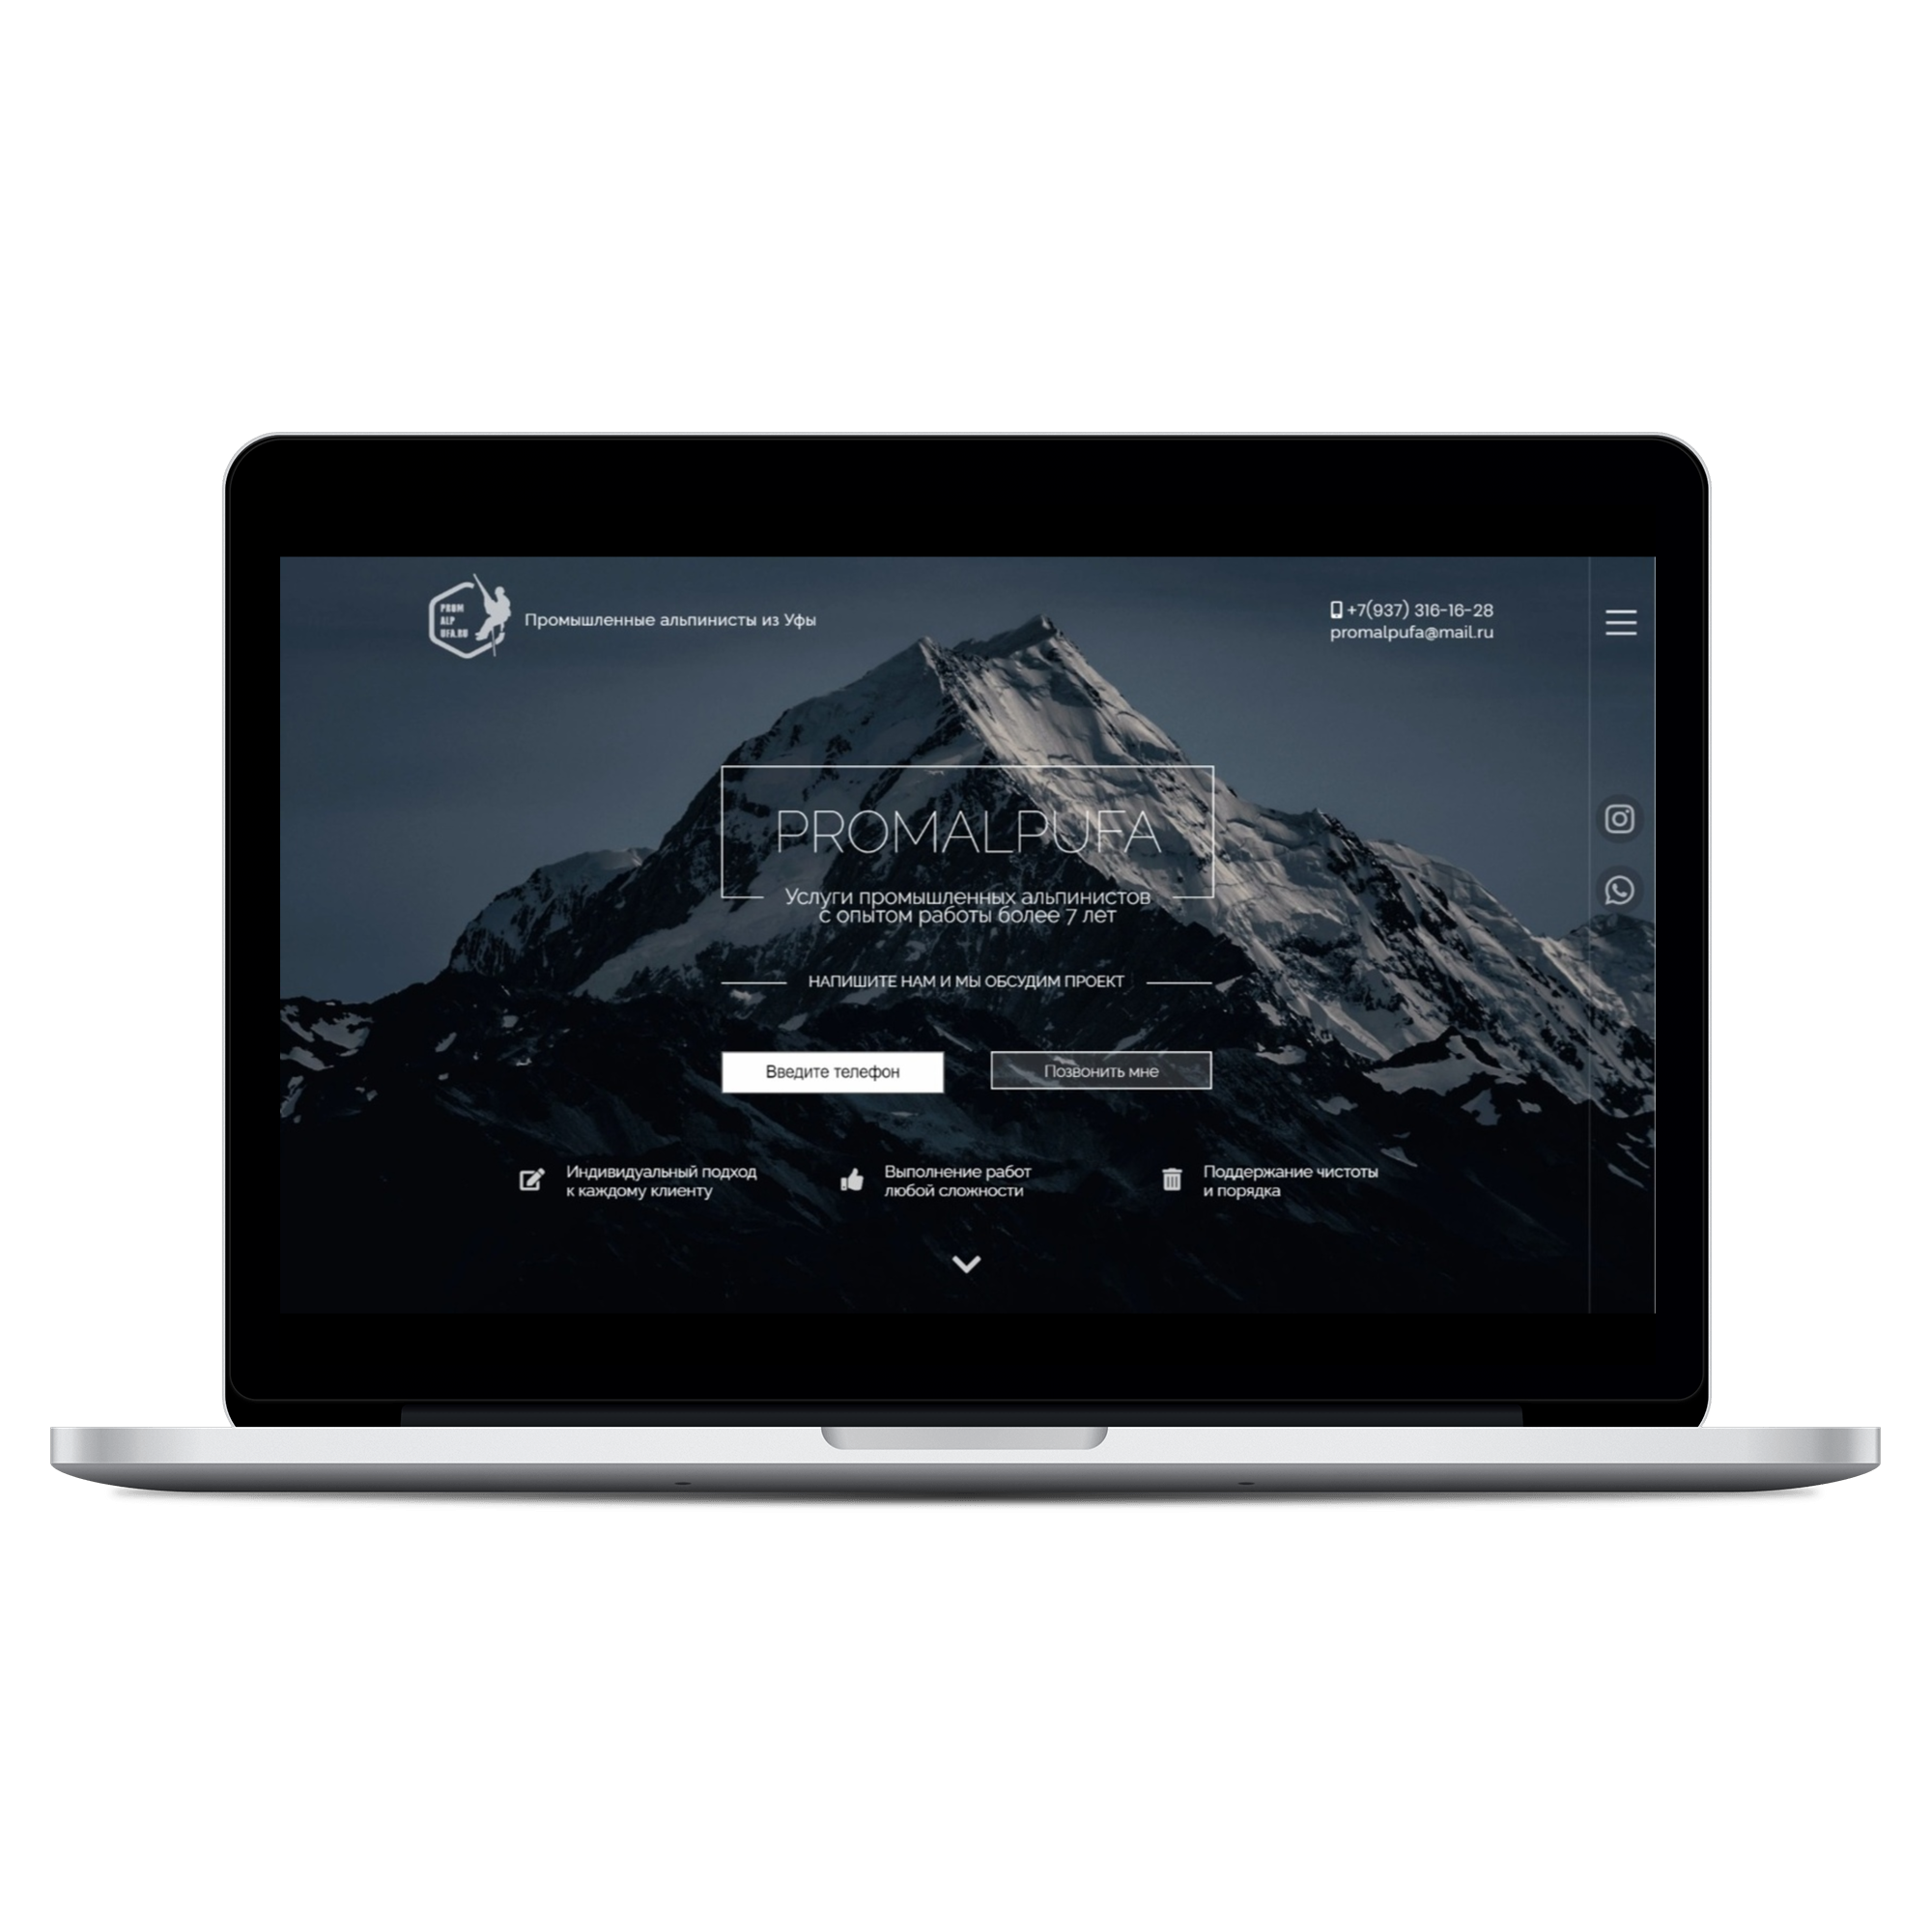 PROM
ALP
UFA.RU
Промышленные альпинисты из Уфы
+7(937) 316-16-28
promalpufa@mail.ru
PROMALPUFA
Услуги промышленных альпинистов
с опытом работы более 7 лет
НАПИШИТЕ НАМ И МЫ ОБСУДИМ ПРОЕКТ
Введите телефон
Позвонить мне
Индивидуальный подход
к каждому клиенту
Выполнение работ
любой сложности
Поддержание чистоты
и порядка